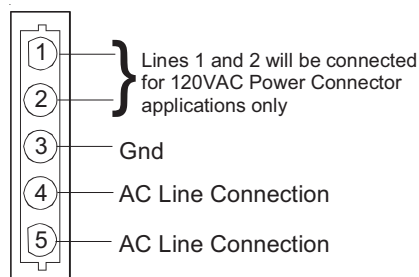 1
Lines 1 and 2 will be connected
for 120VAC Power Connector
2
applications only
3 Gnd
4 AC Line Connection
5 AC Line Connection